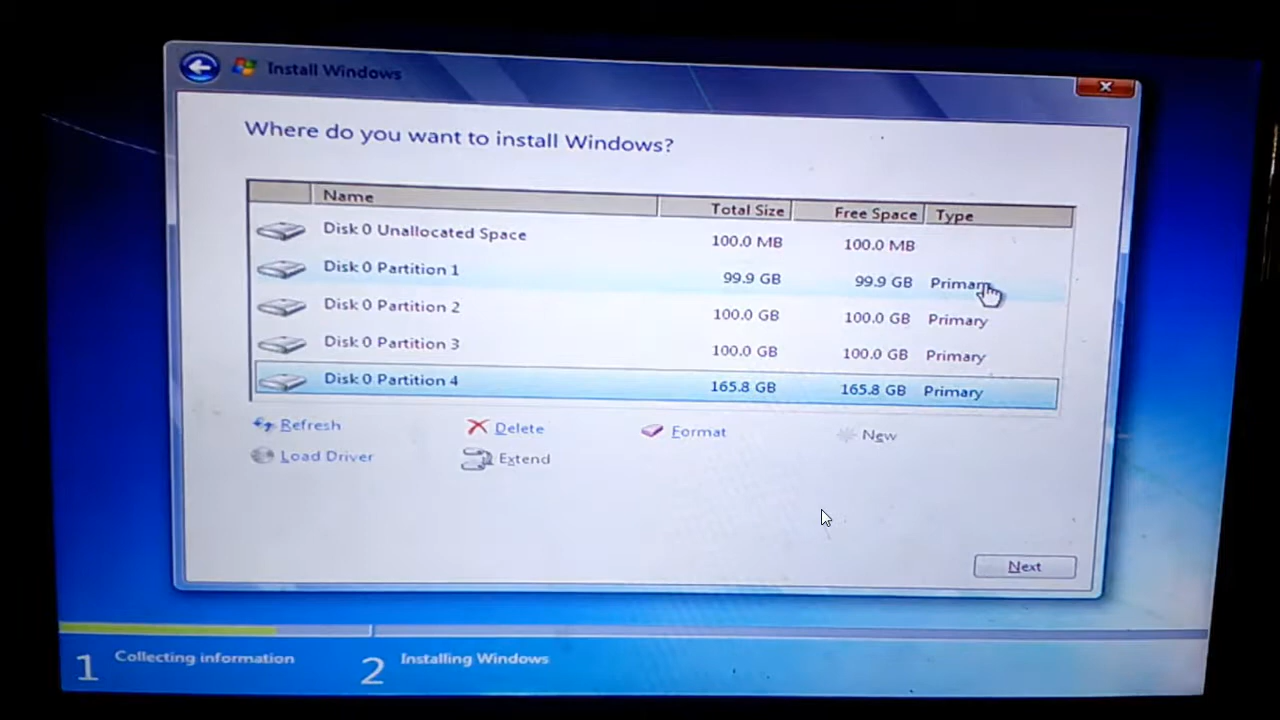 Install Windows
Where do you want to install Windows?
Name Total Size Free Space Type
Disk 0 Unallocated Space 100.0 MB 100.0 MB
Disk 0 Partition 1 99.9 GB 99.9 GB Primary
Disk 0 Partition 2 100.0 GB 100.0 GB Primary
Disk 0 Partition 3 100.0 GB 100.0 GB Primary
Disk 0 Partition 4 165.8 GB 165.8 GB Primary
Refresh Delete Format New
Load Driver Extend
Next
1 Collecting information 2 Installing Windows